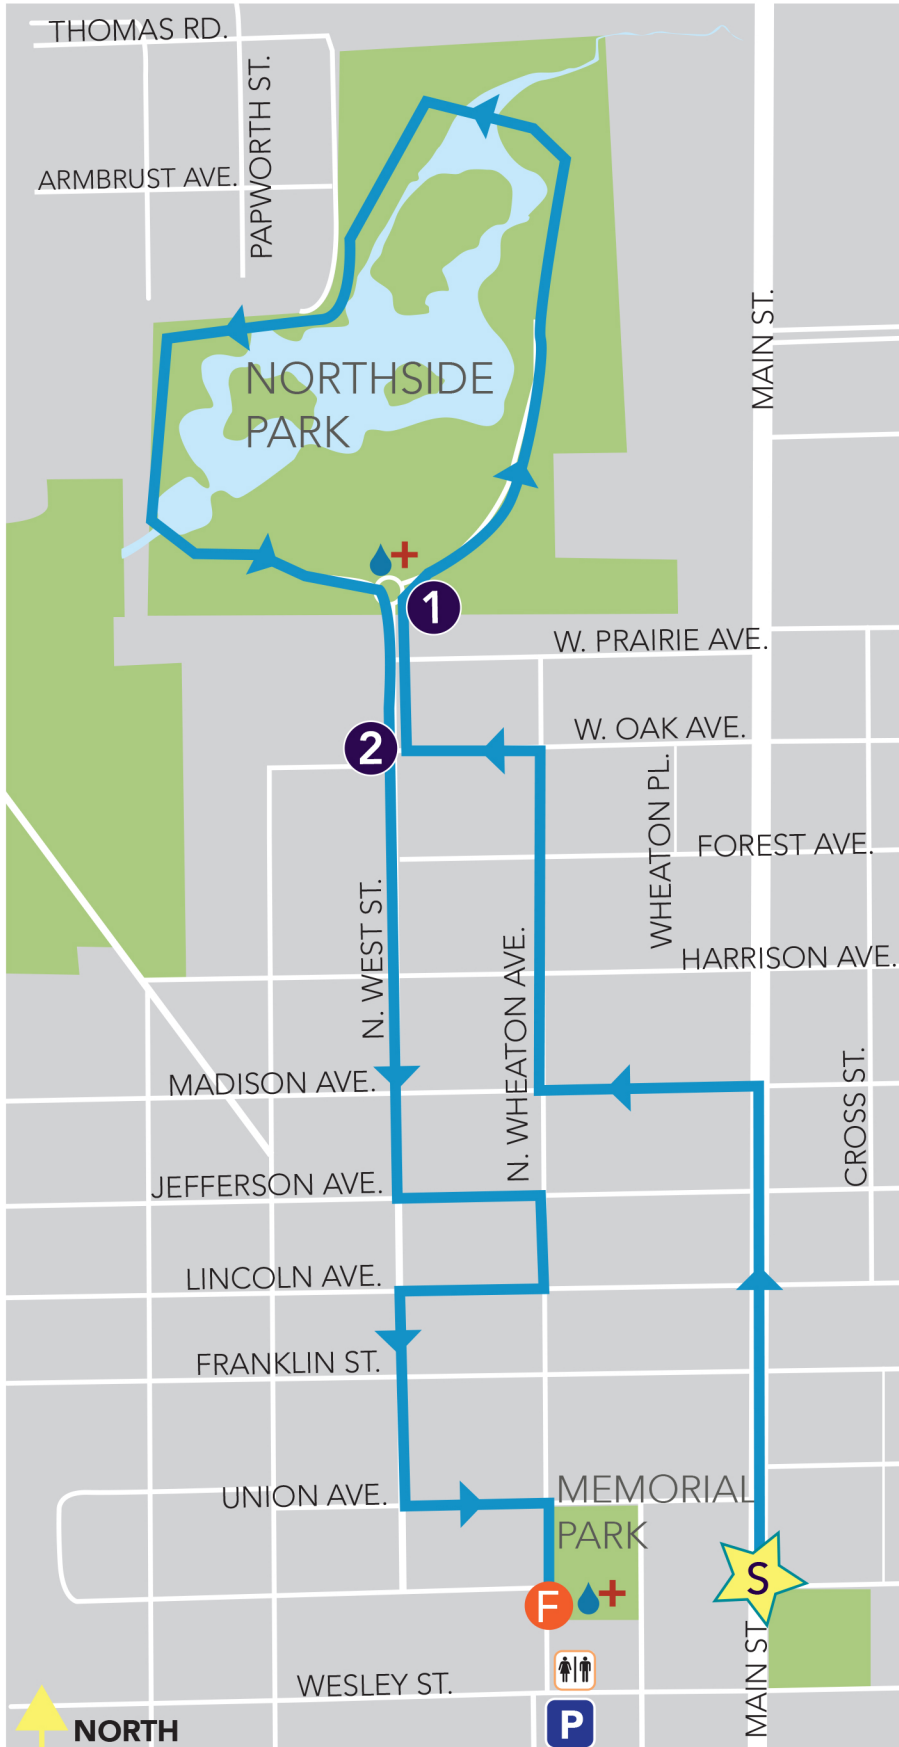 THOMAS RD.
PAPWORTH ST.
ARMBRUST AVE.
MAIN ST.
NORTHSIDE
PARK
1
W. PRAIRIE AVE.
W. OAK AVE.
2
WHEATON PL.
FOREST AVE.
N. WEST ST.
N. WHEATON AVE.
HARRISON AVE.
MADISON AVE.
CROSS ST.
JEFFERSON AVE.
LINCOLN AVE.
FRANKLIN ST.
UNION AVE.
MEMORIAL
PARK
S
F
MAIN ST.
WESLEY ST.
P
NORTH